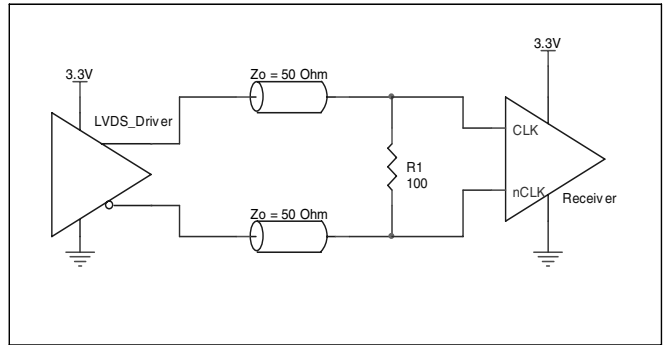 3.3V
Zo = 50 Ohm
3.3V
LVDS_Driver
CLK
R1
100
nCLK
Receiver
Zo = 50 Ohm